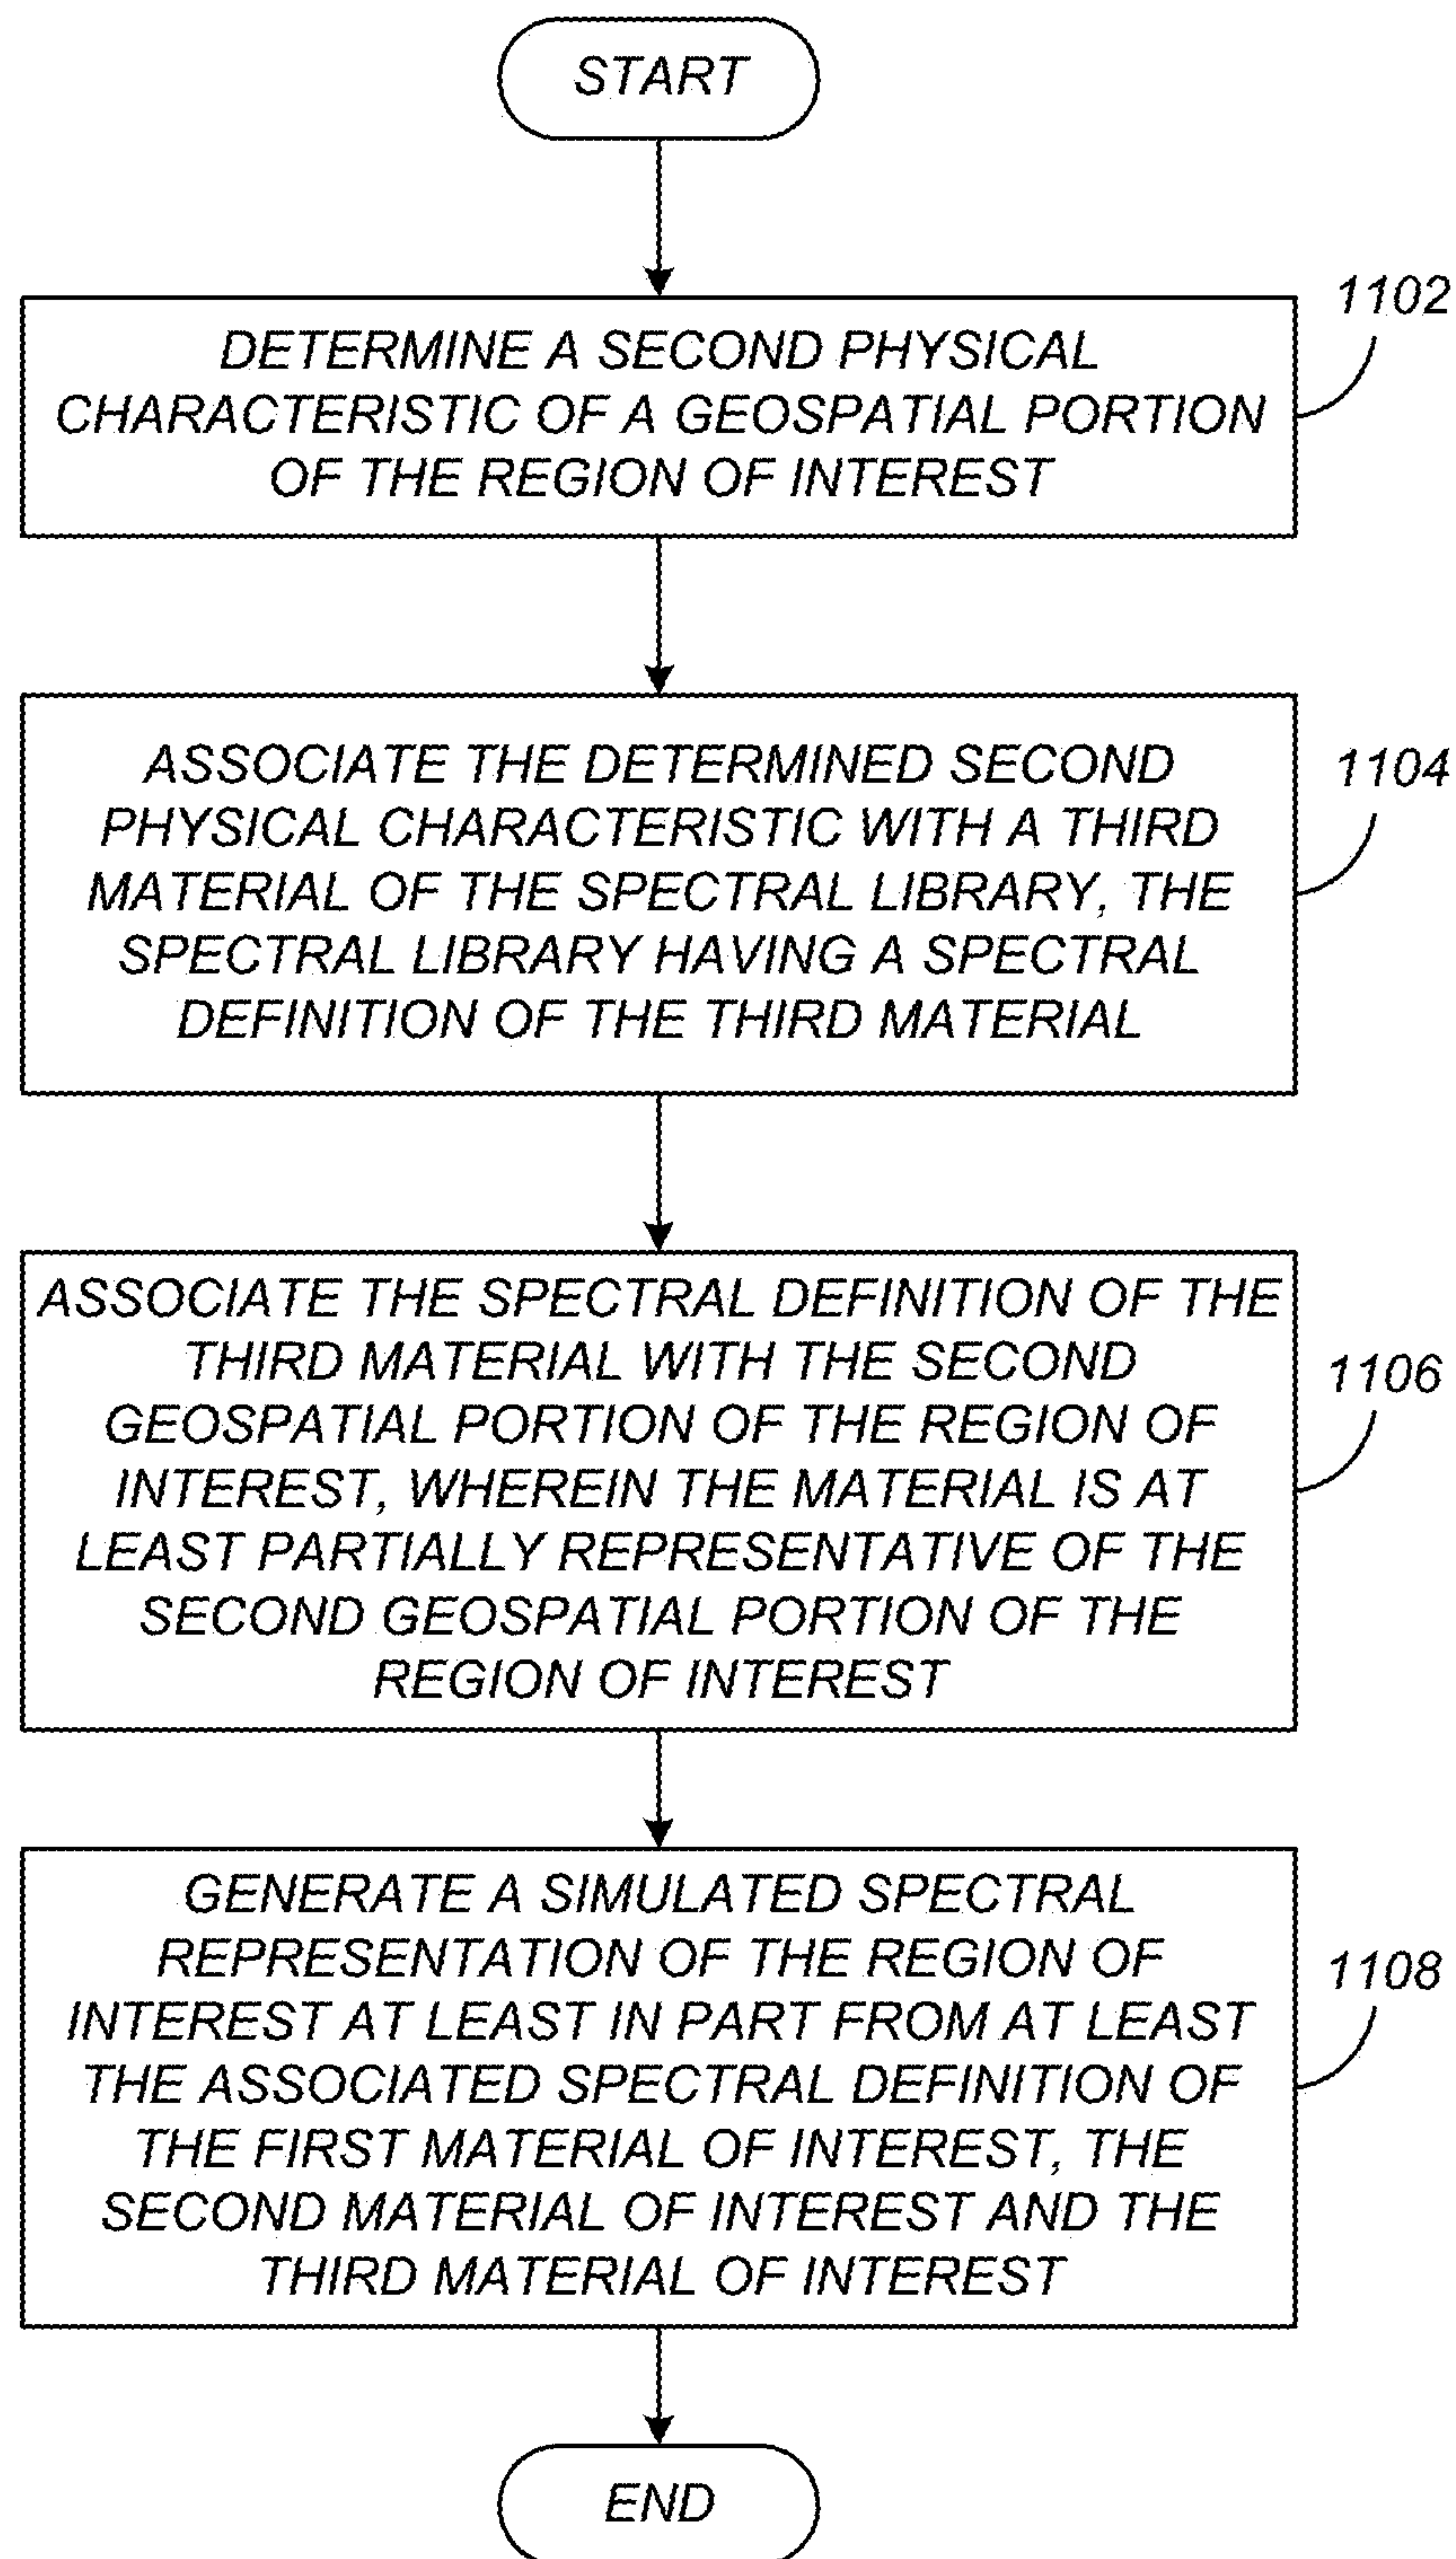 START
1102
DETERMINE A SECOND PHYSICAL
CHARACTERISTIC OF A GEOSPATIAL PORTION
OF THE REGION OF INTEREST
1104
ASSOCIATE THE DETERMINED SECOND
PHYSICAL CHARACTERISTIC WITH A THIRD
MATERIAL OF THE SPECTRAL LIBRARY, THE
SPECTRAL LIBRARY HAVING A SPECTRAL
DEFINITION OF THE THIRD MATERIAL
1106
ASSOCIATE THE SPECTRAL DEFINITION OF THE
THIRD MATERIAL WITH THE SECOND
GEOSPATIAL PORTION OF THE REGION OF
INTEREST, WHEREIN THE MATERIAL IS AT
LEAST PARTIALLY REPRESENTATIVE OF THE
SECOND GEOSPATIAL PORTION OF THE
REGION OF INTEREST
1108
GENERATE A SIMULATED SPECTRAL
REPRESENTATION OF THE REGION OF
INTEREST AT LEAST IN PART FROM AT LEAST
THE ASSOCIATED SPECTRAL DEFINITION OF
THE FIRST MATERIAL OF INTEREST, THE
SECOND MATERIAL OF INTEREST AND THE
THIRD MATERIAL OF INTEREST
END